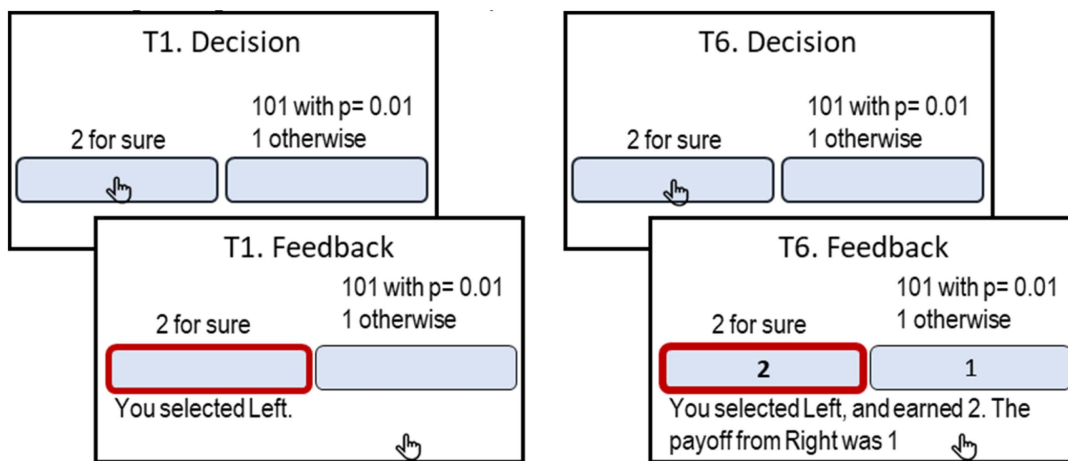 T1. Decision
101 with p= 0.01
2 for sure
1 otherwise
T1. Feedback
101 with p= 0.01
2 for sure
1 otherwise
You selected Left.
T6. Decision
101 with p= 0.01
2 for sure
1 otherwise
T6. Feedback
101 with p= 0.01
2 for sure
1 otherwise
2
1
You selected Left, and earned 2. The
payoff from Right was 1